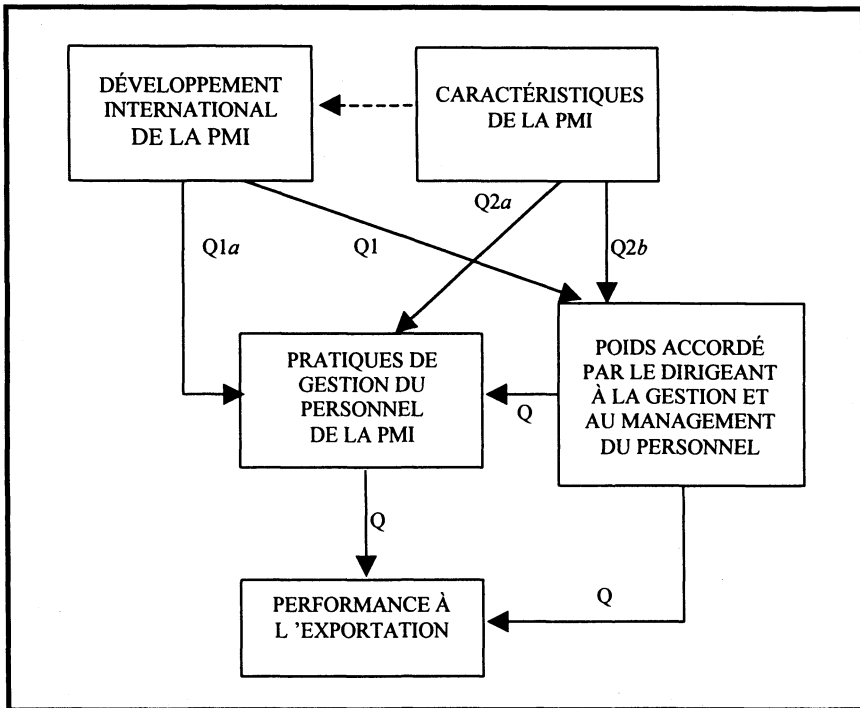 DÉVELOPPEMENT
INTERNATIONAL
DE LA PMI
CARACTÉRISTIQUES
DE LA PMI
Q1a
Q1
Q2a
Q2b
PRATIQUES DE
GESTION DU
PERSONNEL
DE LA PMI
Q
POIDS ACCORDÉ
PAR LE DIRIGEANT
À LA GESTION ET
AU MANAGEMENT
DU PERSONNEL
Q
Q
PERFORMANCE À
L 'EXPORTATION